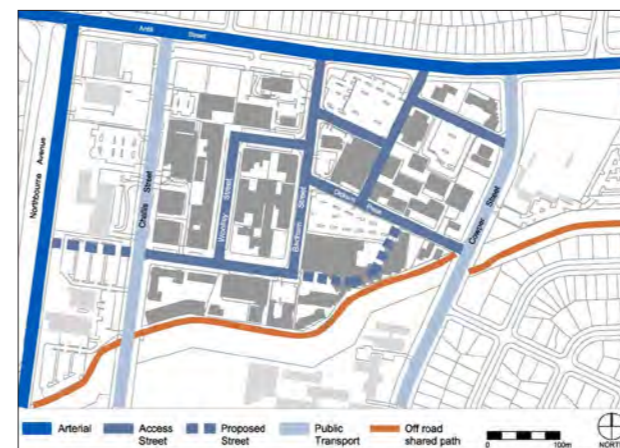 Antill Street
Northbourne Avenue
Challis Street
Woolley Street
Badham Street
Dickson Place
Cowper Street
Arterial
Access
Street
Proposed
Street
Public
Transport
Off road
shared path
0
100m
NORTH